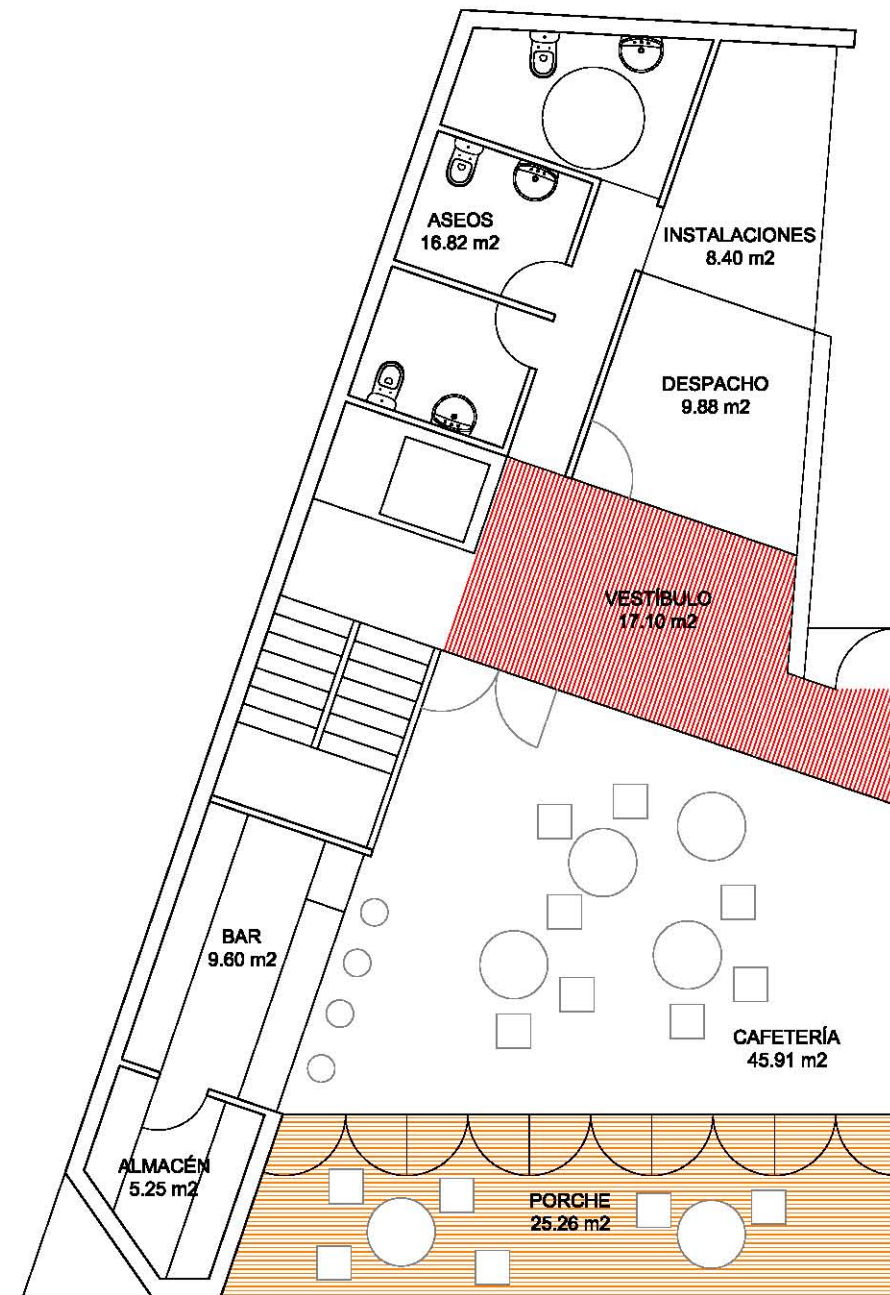 ASEOS
16.82 m2
INSTALACIONES
8.40 m2
DESPACHO
9.88 m2
VESTÍBULO
17.10 m2
BAR
9.60 m2
CAFETERÍA
45.91 m2
ALMACÉN
5.25 m2
PORCHE
25.26 m2